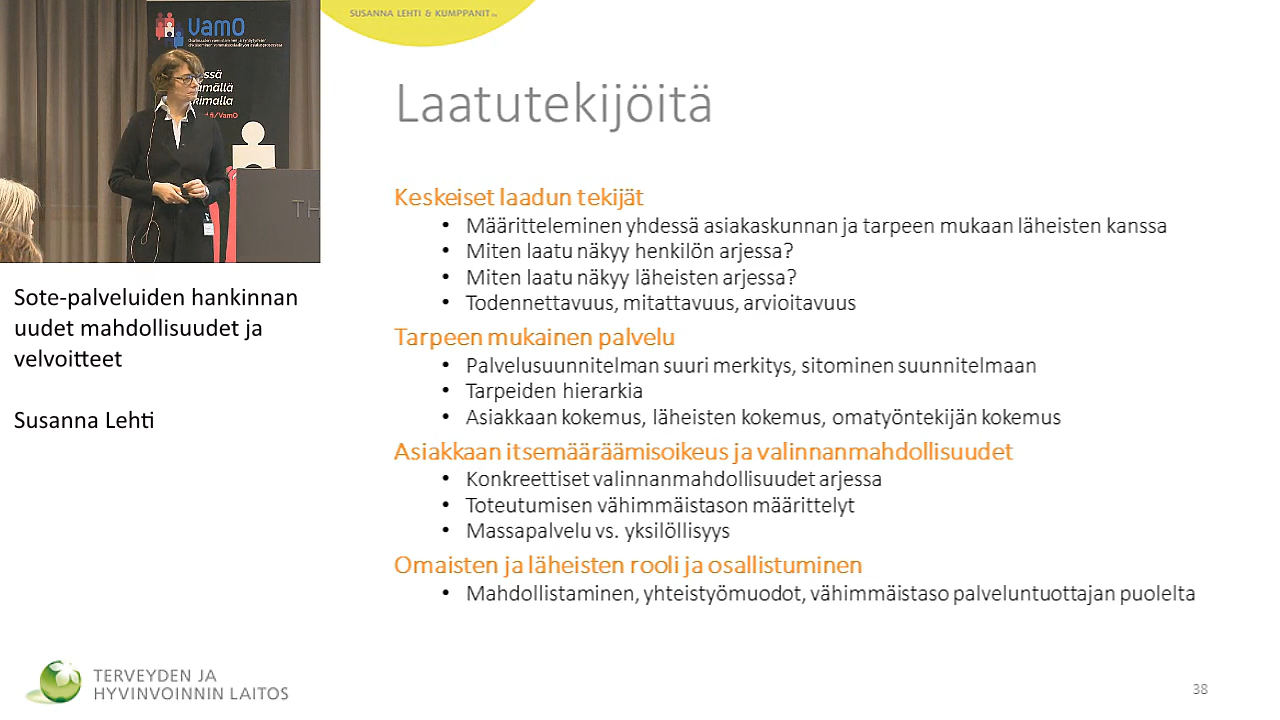 SUSANNA LEHTI & KUMPPANIT
VamO
Laatutekijöitä
Keskeiset laadun tekijät
• Määritteleminen yhdessä asiakaskunnan ja tarpeen mukaan läheisten kanssa
• Miten laatu näkyy henkilön arjessa?
• Miten laatu näkyy läheisten arjessa?
• Todennettavuus, mitattavuus, arvioitavuus
Tarpeen mukainen palvelu
• Palvelusuunnitelman suuri merkitys, sitominen suunnitelmaan
• Tarpeiden hierarkia
• Asiakkaan kokemus, läheisten kokemus, omatyöntekijän kokemus
Asiakkaan itsemääräämisoikeus ja valinnanmahdollisuudet
• Konkreettiset valinnanmahdollisuudet arjessa
• Toteutumisen vähimmäistason määrittelyt
• Massapalvelu vs. yksilöllisyys
Omaisten ja läheisten rooli ja osallistuminen
• Mahdollistaminen, yhteistyömuodot, vähimmäistaso palveluntuottajan puolelta
Sote-palveluiden hankinnan
uudet mahdollisuudet ja
velvoitteet
Susanna Lehti
TERVEYDEN JA
HYVINVOINNIN LAITOS
38